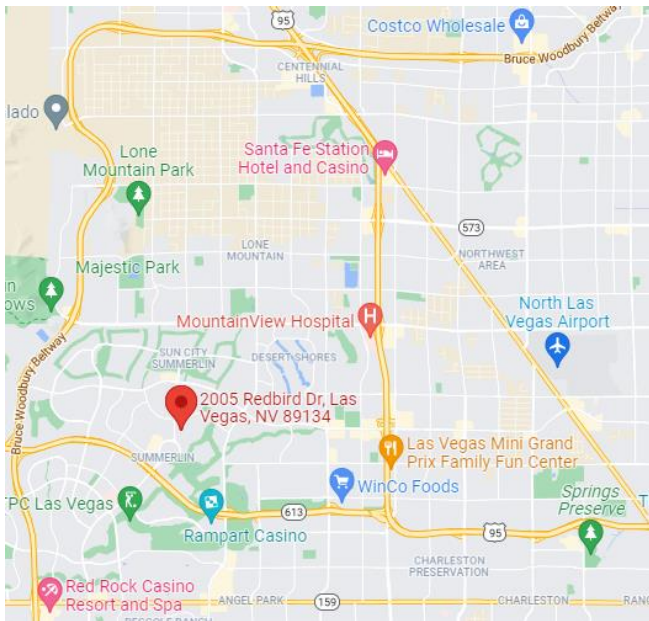 95
Costco Wholesale
Bruce Woodbury Beltway
CENTENNIAL
HILLS
lado
Lone
Mountain Park
Santa Fe Station
Hotel and Casino
573
LONE
MOUNTAIN
NORTHWEST
AREA
Majestic Park
ows
North Las
Vegas Airport
MountainView Hospital
Bruce Woodbury Beltway
SUN CITY
SUMMERLIN
DESERT SHORES
2005 Redbird Dr, Las
Vegas, NV 89134
SUMMERLIN
Las Vegas Mini Grand
Prix Family Fun Center
WinCo Foods
TPC Las Vegas
Springs
Preserve
613
95
Rampart Casino
CHARLESTON
PRESERVATION
Red Rock Casino
Resort and Spa
ANGEL PARK
159
CHARLESTON
RANC